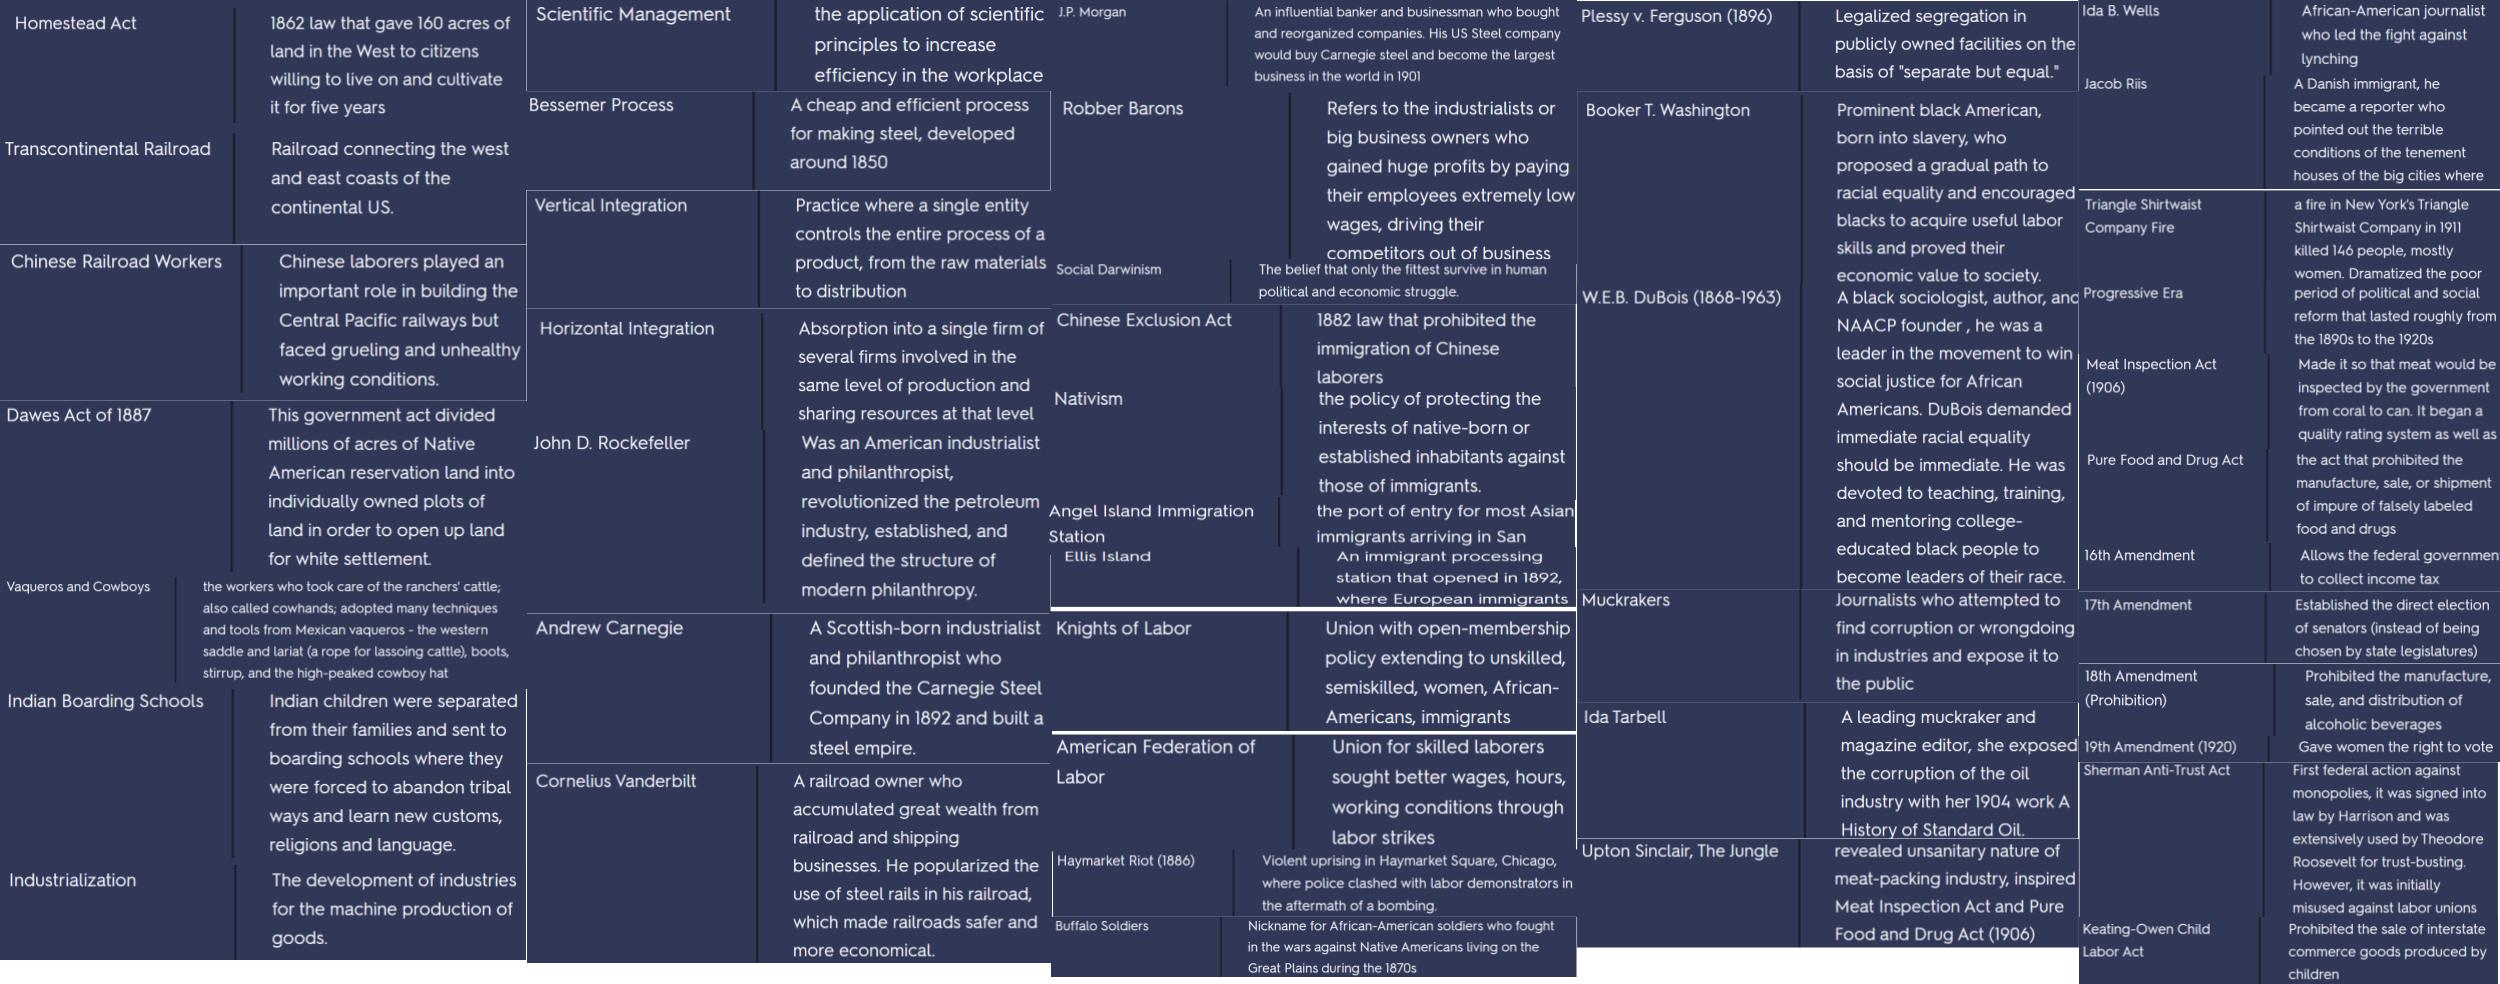 Homestead Act
1862 law that gave 160 acres of
land in the West to citizens
willing to live on and cultivate
it for five years
Transcontinental Railroad
Railroad connecting the west
and east coasts of the
continental US.
Chinese Railroad Workers
Chinese laborers played an
important role in building the
Central Pacific railways but
faced grueling and unhealthy
working conditions.
Dawes Act of 1887
This government act divided
millions of acres of Native
American reservation land into
individually owned plots of
land in order to open up land
for white settlement.
Vaqueros and Cowboys
the workers who took care of the ranchers' cattle;
also called cowhands; adopted many techniques
and tools from Mexican vaqueros - the western
saddle and lariat (a rope for lassoing cattle), boots,
stirrup, and the high-peaked cowboy hat
Indian Boarding Schools
Indian children were separated
from their families and sent to
boarding schools where they
were forced to abandon tribal
ways and learn new customs,
religions and language.
Industrialization
The development of industries
for the machine production of
goods.
Scientific Management
the application of scientific
principles to increase
efficiency in the workplace
Bessemer Process
A cheap and efficient process
for making steel, developed
around 1850
Vertical Integration
Practice where a single entity
controls the entire process of a
product, from the raw materials
to distribution
Horizontal Integration
Absorption into a single firm of
several firms involved in the
same level of production and
sharing resources at that level
John D. Rockefeller
Was an American industrialist
and philanthropist,
revolutionized the petroleum
industry, established, and
defined the structure of
modern philanthropy.
Andrew Carnegie
A Scottish-born industrialist
and philanthropist who
founded the Carnegie Steel
Company in 1892 and built a
steel empire.
Cornelius Vanderbilt
A railroad owner who
accumulated great wealth from
railroad and shipping
businesses. He popularized the
use of steel rails in his railroad,
which made railroads safer and
more economical.
J.P. Morgan
An influential banker and businessman who bought
and reorganized companies. His US Steel company
would buy Carnegie steel and become the largest
business in the world in 1901
Robber Barons
Refers to the industrialists or
big business owners who
gained huge profits by paying
their employees extremely low
wages, driving their
competitors out of business
Social Darwinism
The belief that only the fittest survive in human
political and economic struggle.
Chinese Exclusion Act
1882 law that prohibited the
immigration of Chinese
laborers
Nativism
the policy of protecting the
interests of native-born or
established inhabitants against
those of immigrants.
Angel Island Immigration
Station
the port of entry for most Asian
immigrants arriving in San
Ellis Island
An immigrant processing
station that opened in 1892,
where European immigrants
Knights of Labor
Union with open-membership
policy extending to unskilled,
semiskilled, women, African-
Americans, immigrants
American Federation of
Labor
Union for skilled laborers
sought better wages, hours,
working conditions through
labor strikes
Haymarket Riot (1886)
Violent uprising in Haymarket Square, Chicago,
where police clashed with labor demonstrators in
the aftermath of a bombing.
Buffalo Soldiers
Nickname for African-American soldiers who fought
in the wars against Native Americans living on the
Great Plains during the 1870s
Plessy v. Ferguson (1896)
Legalized segregation in
publicly owned facilities on the
basis of "separate but equal."
Booker T. Washington
Prominent black American,
born into slavery, who
proposed a gradual path to
racial equality and encouraged
blacks to acquire useful labor
skills and proved their
economic value to society.
W.E.B. DuBois (1868-1963)
A black sociologist, author, and
NAACP founder , he was a
leader in the movement to win
social justice for African
Americans. DuBois demanded
immediate racial equality
should be immediate. He was
devoted to teaching, training,
and mentoring college-
educated black people to
become leaders of their race.
Muckrakers
Journalists who attempted to
find corruption or wrongdoing
in industries and expose it to
the public
Ida Tarbell
A leading muckraker and
magazine editor, she exposed
the corruption of the oil
industry with her 1904 work A
History of Standard Oil.
Upton Sinclair, The Jungle
revealed unsanitary nature of
meat-packing industry, inspired
Meat Inspection Act and Pure
Food and Drug Act (1906)
Ida B. Wells
African-American journalist
who led the fight against
lynching
Jacob Riis
A Danish immigrant, he
became a reporter who
pointed out the terrible
conditions of the tenement
houses of the big cities where
Triangle Shirtwaist
Company Fire
a fire in New York's Triangle
Shirtwaist Company in 1911
killed 146 people, mostly
women. Dramatized the poor
Progressive Era
period of political and social
reform that lasted roughly from
the 1890s to the 1920s
Meat Inspection Act
(1906)
Made it so that meat would be
inspected by the government
from coral to can. It began a
quality rating system as well as
Pure Food and Drug Act
the act that prohibited the
manufacture, sale, or shipment
of impure of falsely labeled
food and drugs
16th Amendment
Allows the federal governmen
to collect income tax
17th Amendment
Established the direct election
of senators (instead of being
chosen by state legislatures)
18th Amendment
(Prohibition)
Prohibited the manufacture,
sale, and distribution of
alcoholic beverages
19th Amendment (1920)
Gave women the right to vote
Sherman Anti-Trust Act
First federal action against
monopolies, it was signed into
law by Harrison and was
extensively used by Theodore
Roosevelt for trust-busting.
However, it was initially
misused against labor unions
Keating-Owen Child
Labor Act
Prohibited the sale of interstate
commerce goods produced by
children